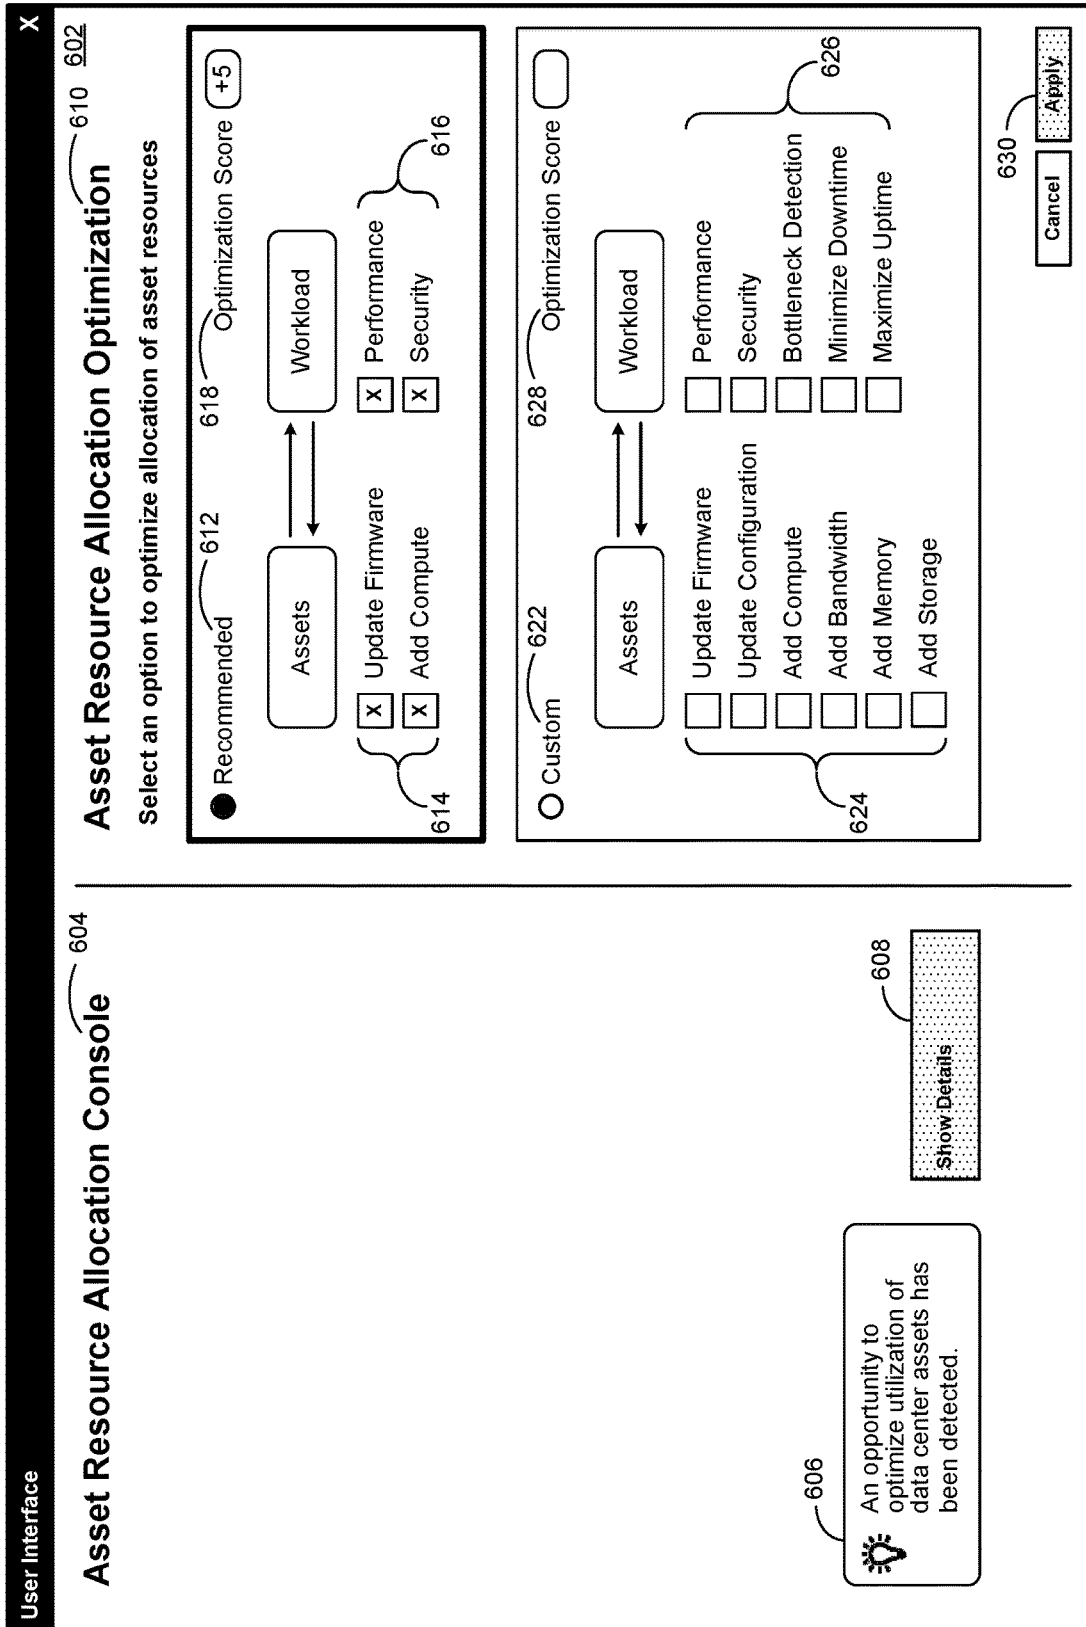 User Interface X
Asset Resource Allocation Console
604
606
An opportunity to
optimize utilization of
data center assets has
been detected.
608
Show Details
Asset Resource Allocation Optimization
610 602
Select an option to optimize allocation of asset resources
Recommended 612
618 Optimization Score +5
Assets Workload
X Update Firmware X Performance
X Add Compute X Security
614 616
Custom 622
628 Optimization Score
Assets Workload
Update Firmware Performance
Update Configuration Security
Add Compute Bottleneck Detection
Add Bandwidth Minimize Downtime
Add Memory Maximize Uptime
Add Storage
624 626
630
Cancel Apply